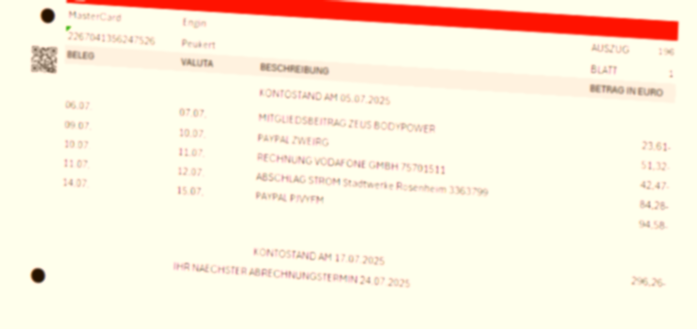 MasterCard Engin
2267041356247526 Peukert
AUSZUG 196
BLATT 1
BELEG VALUTA BESCHREIBUNG BETRAG IN EURO
KONTOSTAND AM 05.07.2025
06.07. 07.07. MITGLIEDSBEITRAG ZEUS BODYPOWER 23,61-
09.07. 10.07. PAYPAL ZWEIRG 51,32-
10.07. 11.07. RECHNUNG VODAFONE GMBH 75701511 42,47-
11.07. 12.07. ABSCHLAG STROM Stadtwerke Rosenheim 3363799 84,28-
14.07. 15.07. PAYPAL PJVYFM 94,58-
KONTOSTAND AM 17.07.2025 296,26-
IHR NAECHSTER ABRECHNUNGSTERMIN 24.07.2025